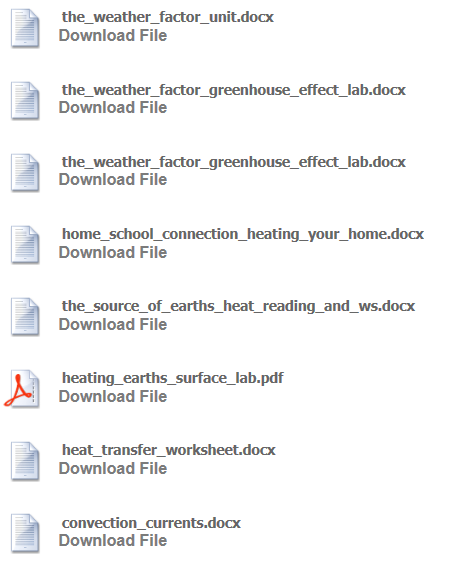 the_weather_factor_unit.docx
Download File
the_weather_factor_greenhouse_effect_lab.docx
Download File
the_weather_factor_greenhouse_effect_lab.docx
Download File
home_school_connection_heating_your_home.docx
Download File
the_source_of_earths_heat_reading_and_ws.docx
Download File
heating_earths_surface_lab.pdf
Download File
heat_transfer_worksheet.docx
Download File
convection_currents.docx
Download File